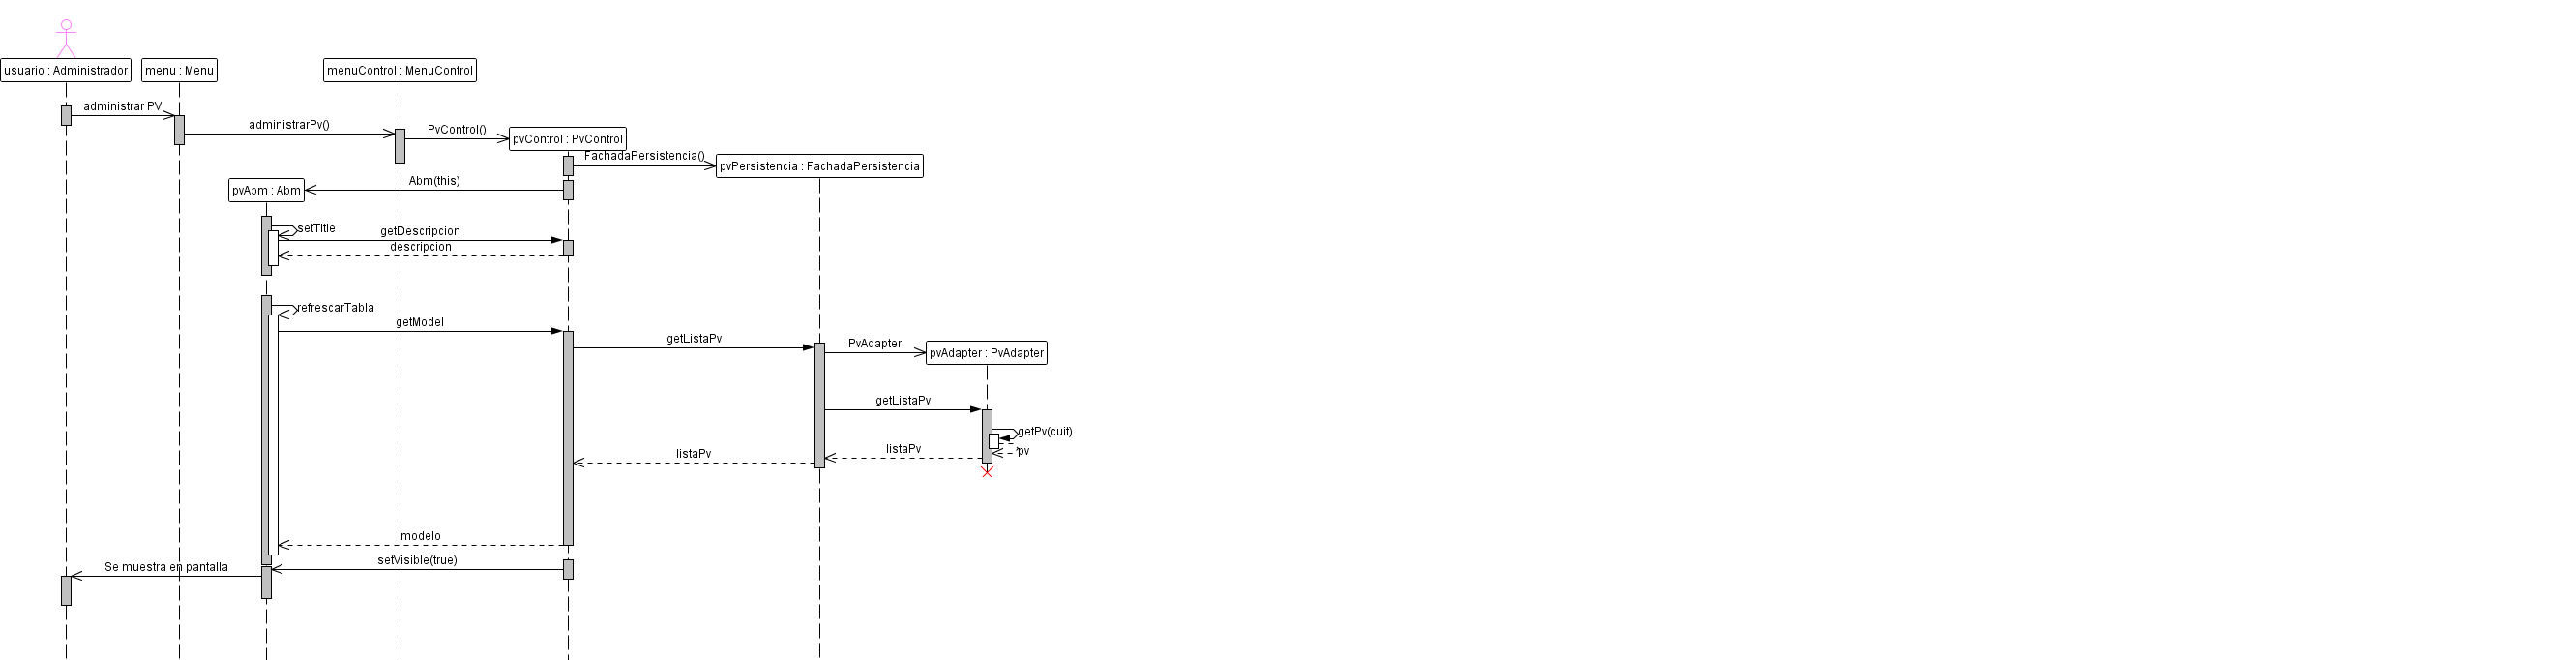 usuario : Administrador
menu : Menu
menuControl : MenuControl
administrar PV
administrarPv()
PvControl()
pvControl : PvControl
FachadaPersistencia()
pvPersistencia : FachadaPersistencia
Abm(this)
pvAbm : Abm
setTitle
getDescripcion
descripcion
refrescarTabla
getModel
getListaPv
PvAdapter
pvAdapter : PvAdapter
getListaPv
getPv(cuit)
pv
listaPv
listaPv
modelo
setVisible(true)
Se muestra en pantalla